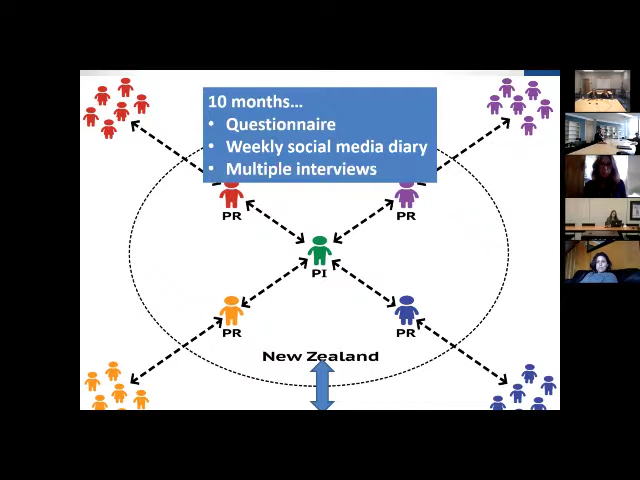 10 months…
• Questionnaire
• Weekly social media diary
• Multiple interviews
PR
PR
PI
PR
PR
New Zealand